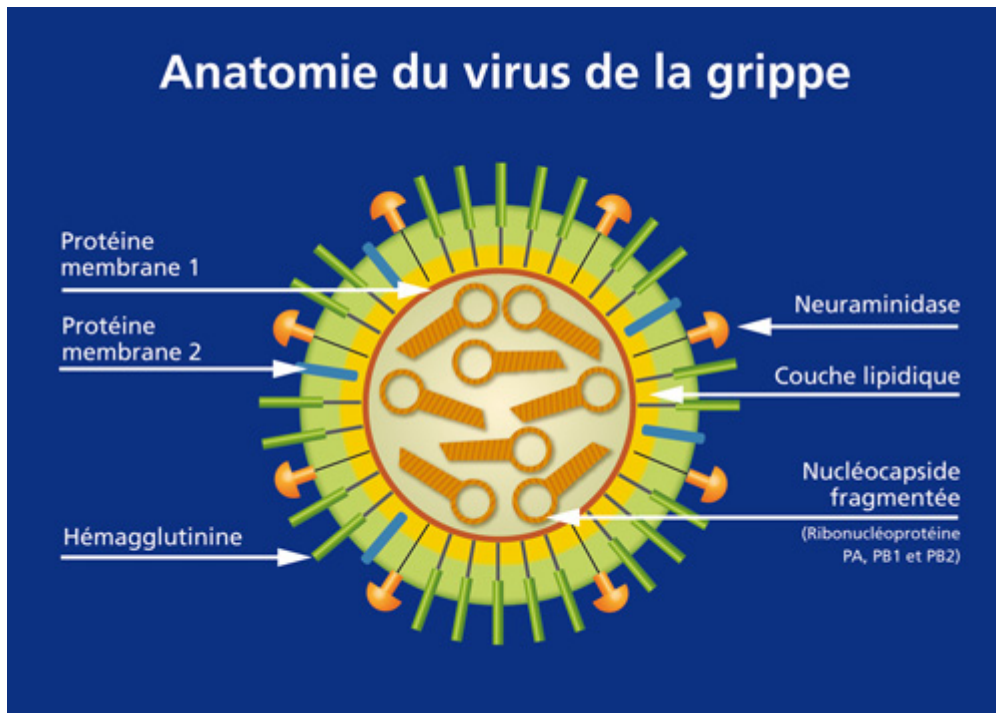 Anatomie du virus de la grippe
Protéine
membrane 1
Protéine
membrane 2
Hémagglutinine
Neuraminidase
Couche lipidique
Nucléocapside
fragmentée
(Ribonucléoprotéine
PA, PB1 et PB2)